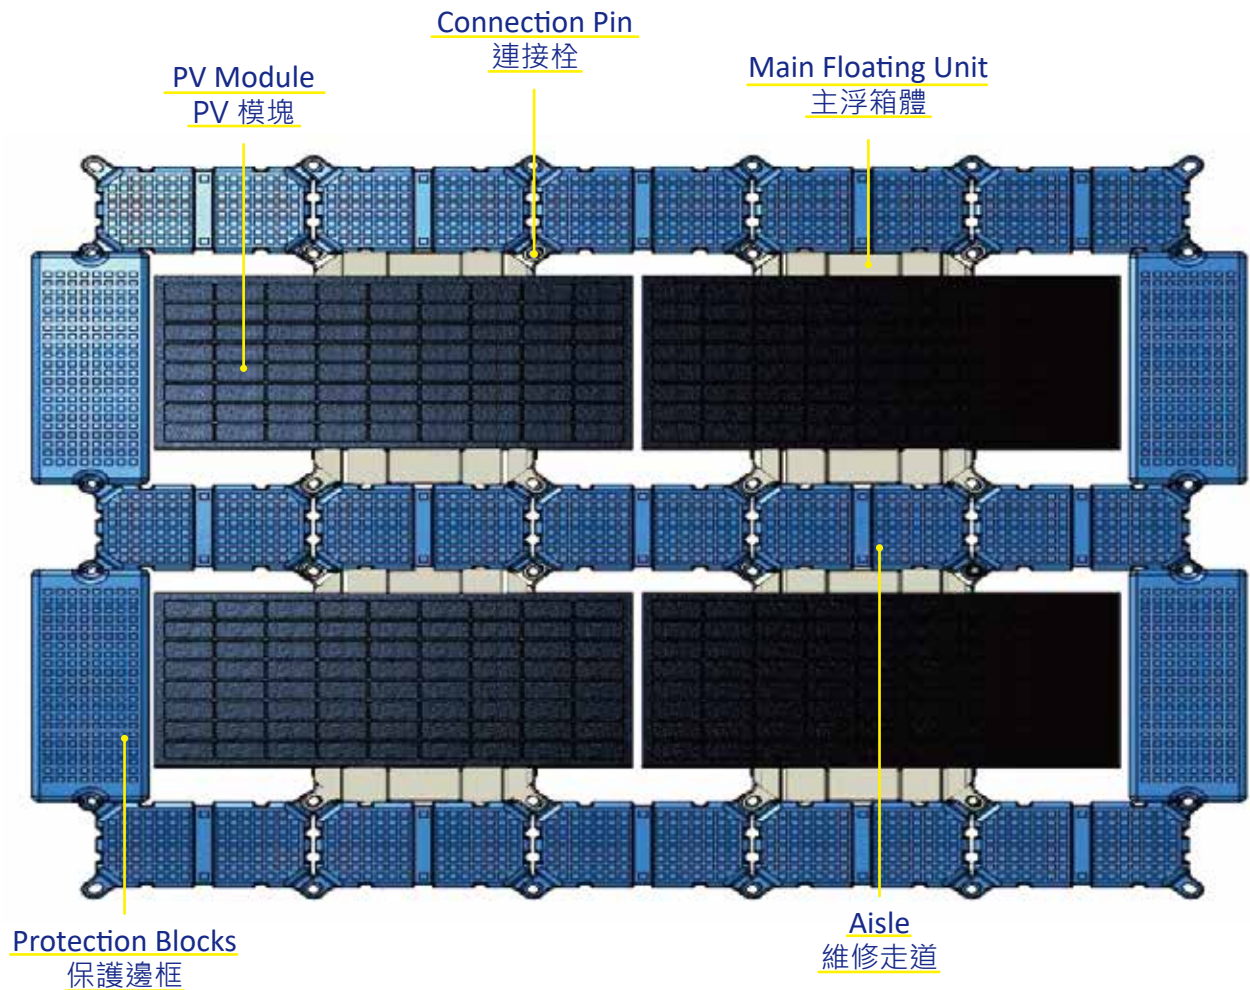 Connection Pin
連接栓
PV Module
PV 模塊
Main Floating Unit
主浮箱體
Protection Blocks
保護邊框
Aisle
維修走道